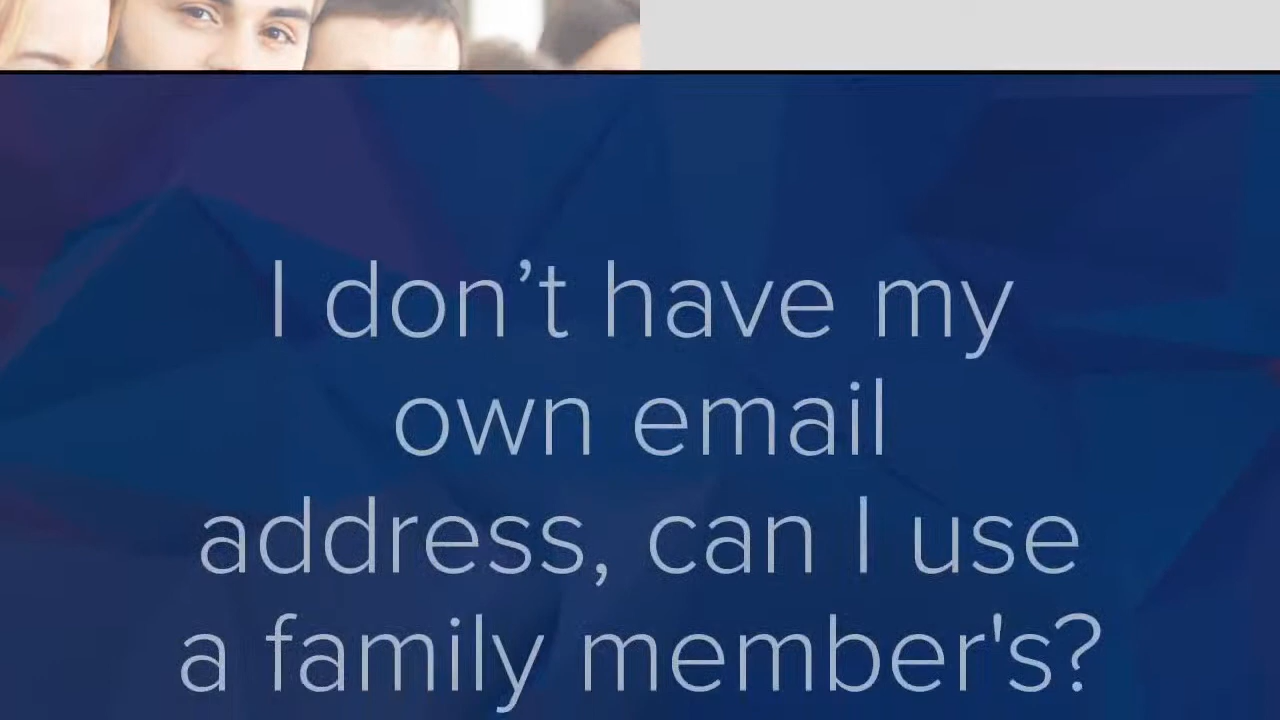 I don’t have my
own email
address, can I use
a family member's?